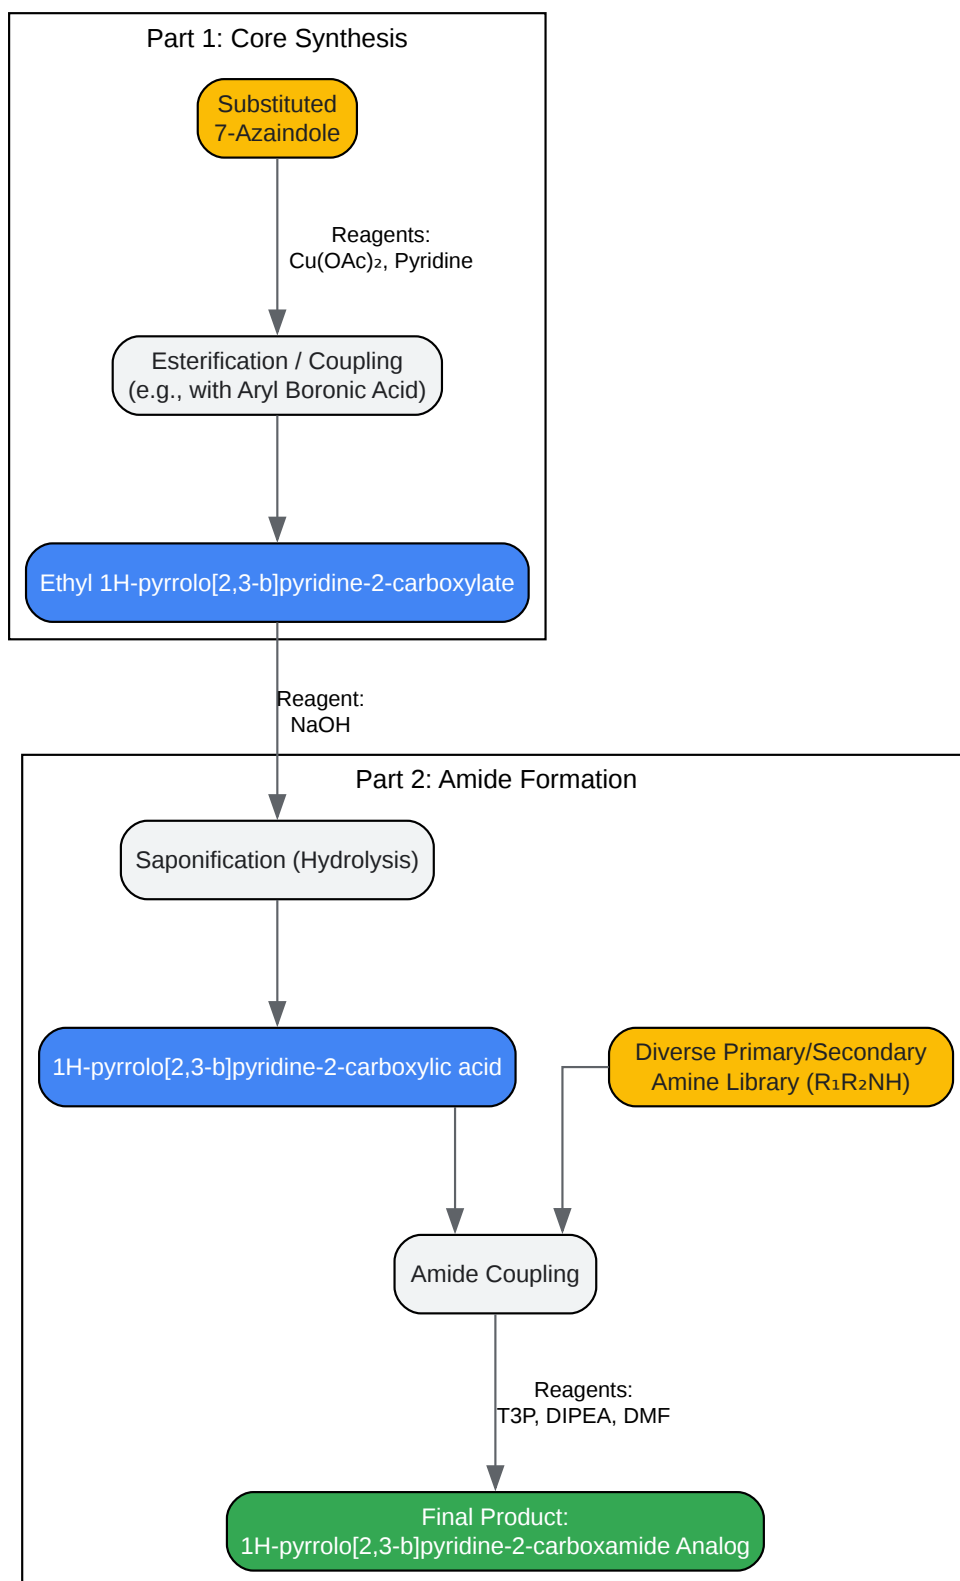 Part 1: Core Synthesis
Substituted
7-Azaindole
Reagents:
Cu(OAc)₂, Pyridine
Esterification / Coupling
(e.g., with Aryl Boronic Acid)
Ethyl 1H-pyrrolo[2,3-b]pyridine-2-carboxylate
Reagent:
NaOH
Part 2: Amide Formation
Saponification (Hydrolysis)
1H-pyrrolo[2,3-b]pyridine-2-carboxylic acid
Diverse Primary/Secondary
Amine Library (R₁R₂NH)
Amide Coupling
Reagents:
T3P, DIPEA, DMF
Final Product:
1H-pyrrolo[2,3-b]pyridine-2-carboxamide Analog